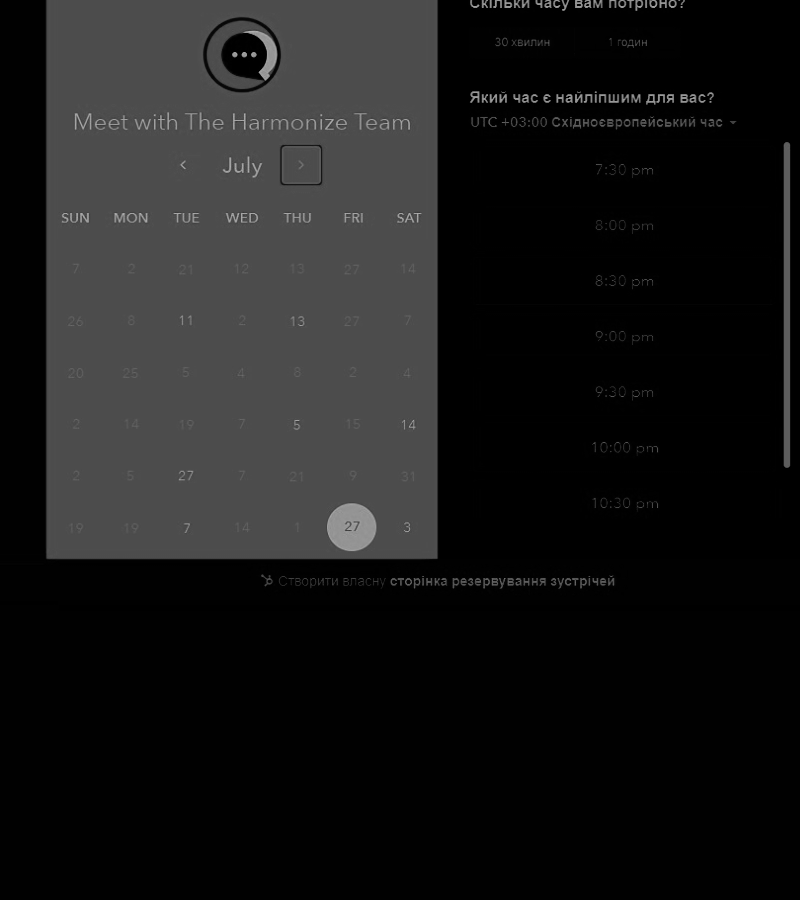 Скільки часу вам потрібно?
30 хвилин 1 годин
Meet with The Harmonize Team
July
SUN MON TUE WED THU FRI SAT
7 2 21 12 13 27 14
26 8 11 2 13 27 7
20 25 5 4 8 2 4
2 14 19 7 5 15 14
2 5 27 7 21 9 31
19 19 7 14 1 27 3
Який час є найліпшим для вас?
UTC +03:00 Східноєвропейський час
7:30 pm
8:00 pm
8:30 pm
9:00 pm
9:30 pm
10:00 pm
10:30 pm
Створити власну сторінка резервування зустрічей